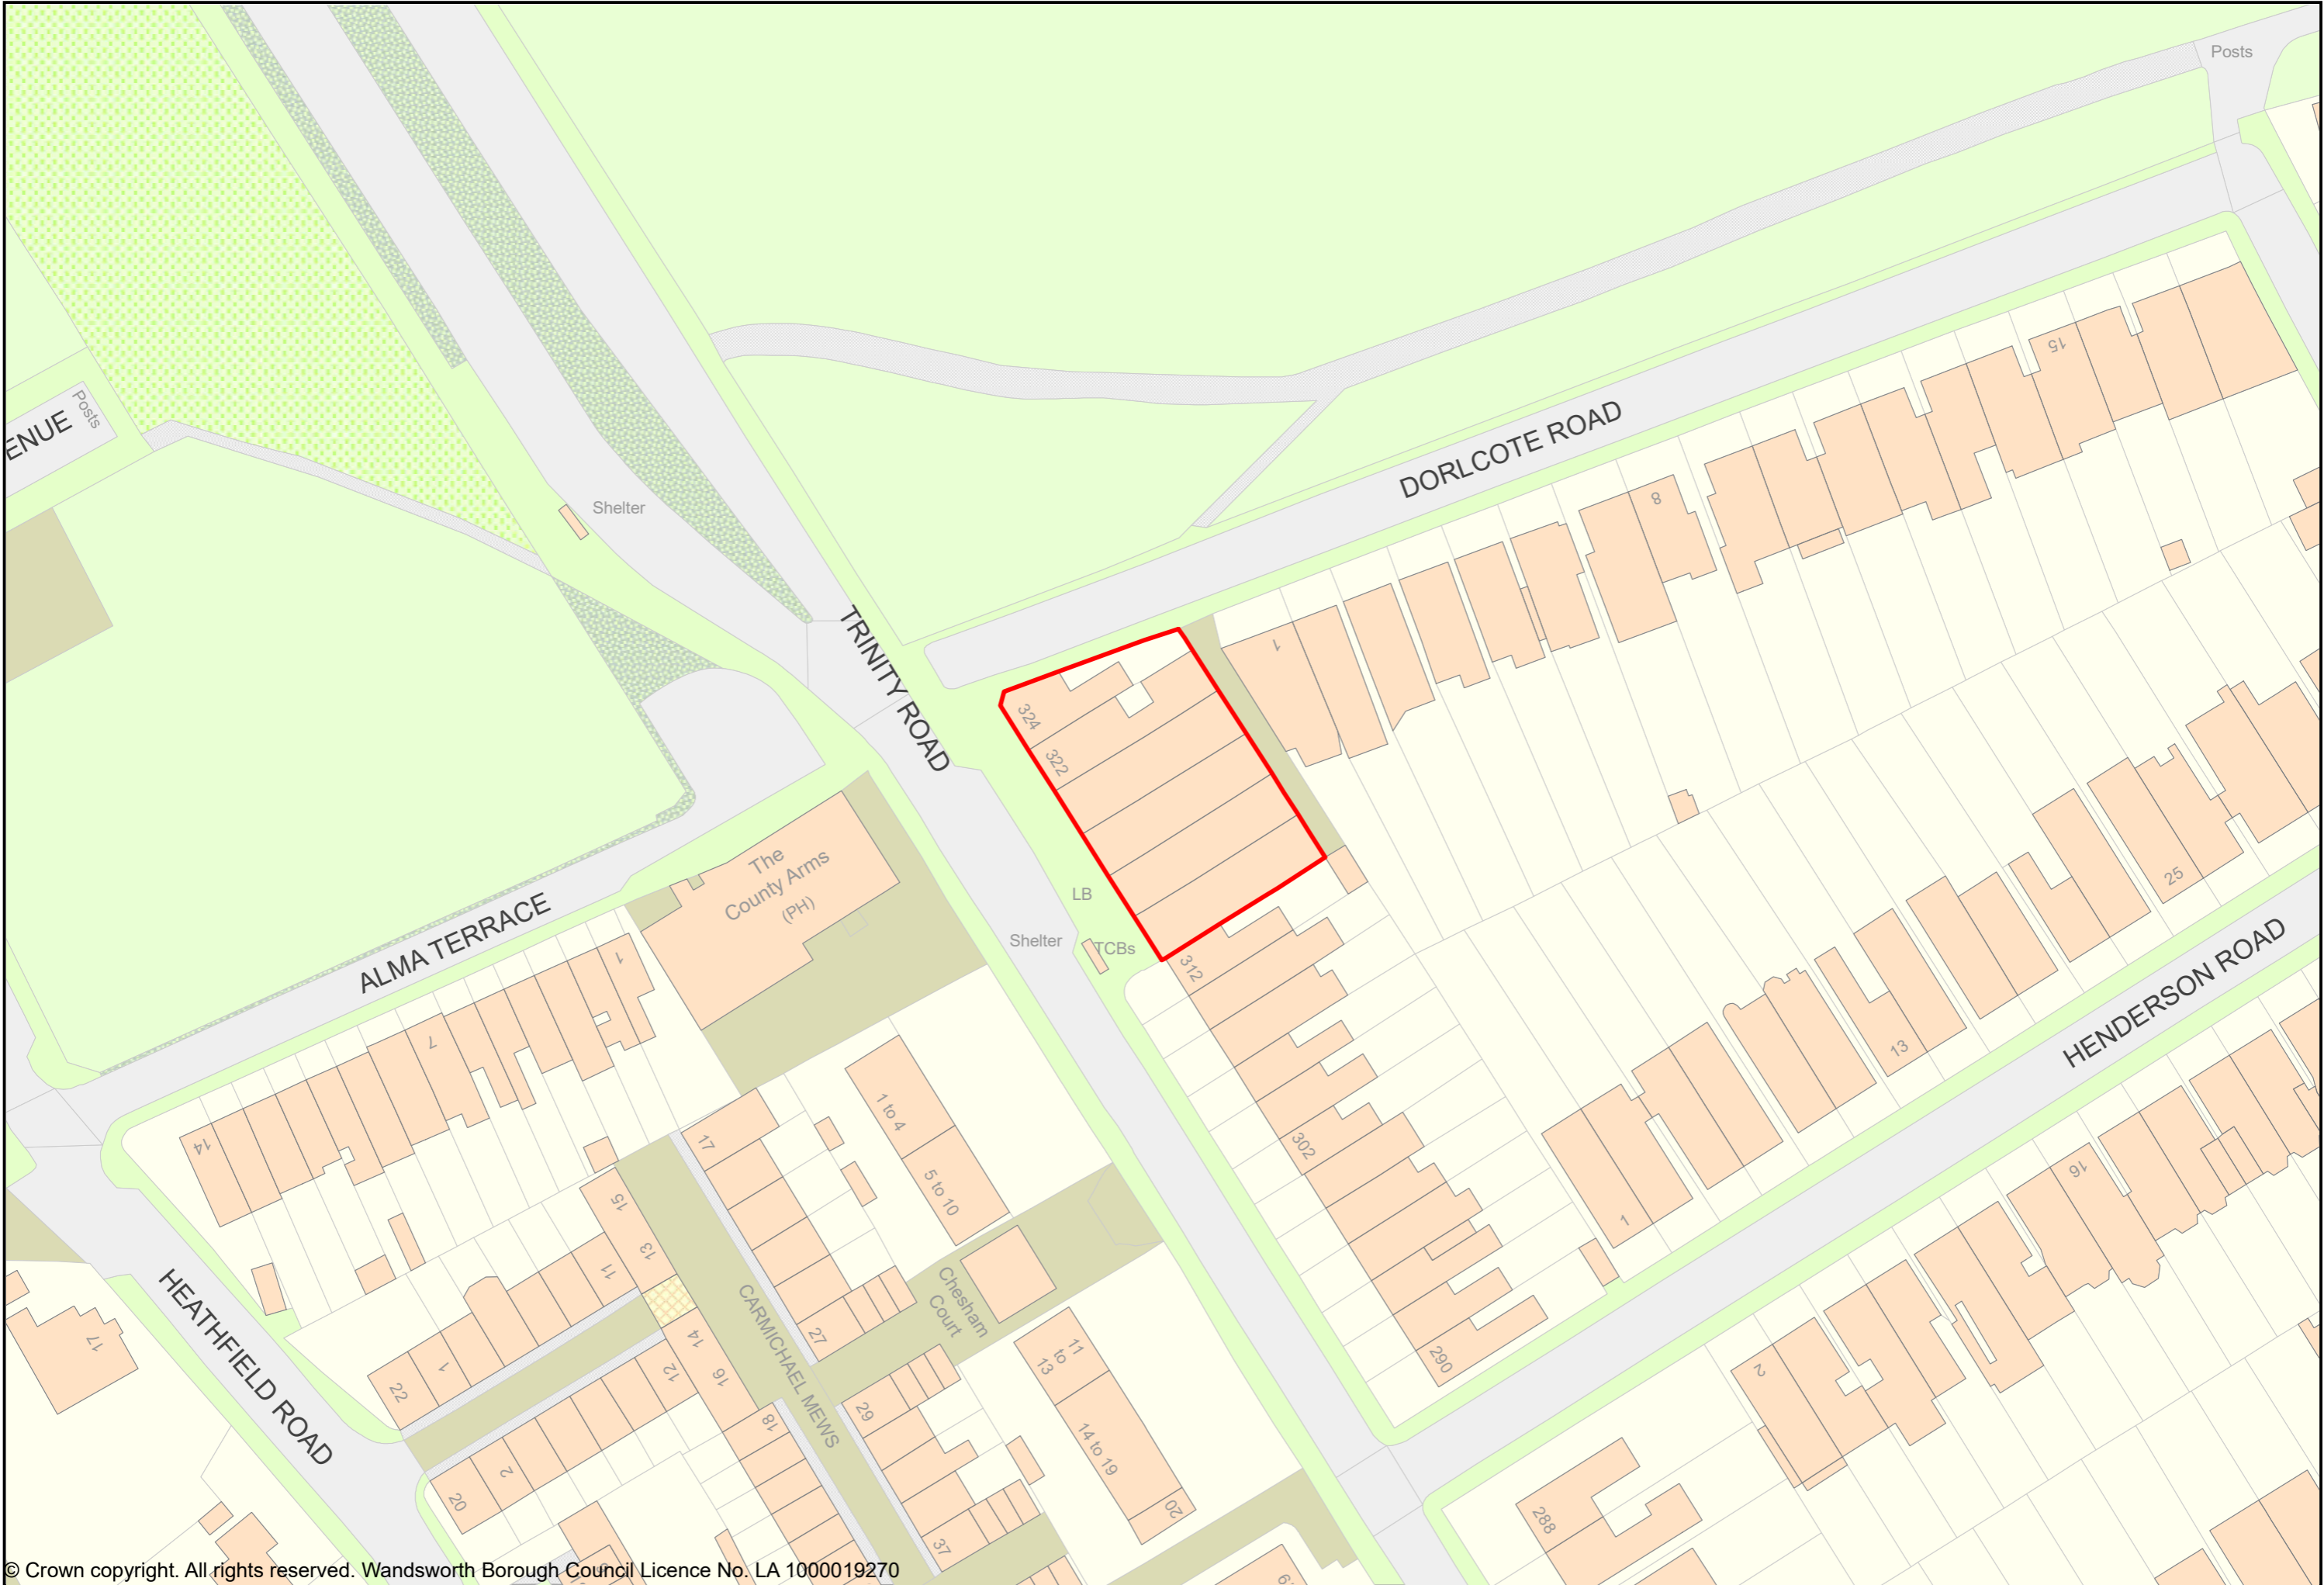 Posts
ENUE
Posts
Shelter
DORLCOTE ROAD
15
8
1
TRINITY ROAD
324
322
The
County Arms
(PH)
LB
Shelter
TCBs
312
ALMA TERRACE
1
7
14
302
290
25
13
1
HENDERSON ROAD
16
2
288
17
1 to 4
5 to 10
15
13
11
1
22
27
Chesham
Court
CARMICHAEL MEWS
HEATHFIELD ROAD
17
14
12
16
18
2
20
29
37
11
to
13
14 to 19
20
© Crown copyright. All rights reserved. Wandsworth Borough Council Licence No. LA 1000019270